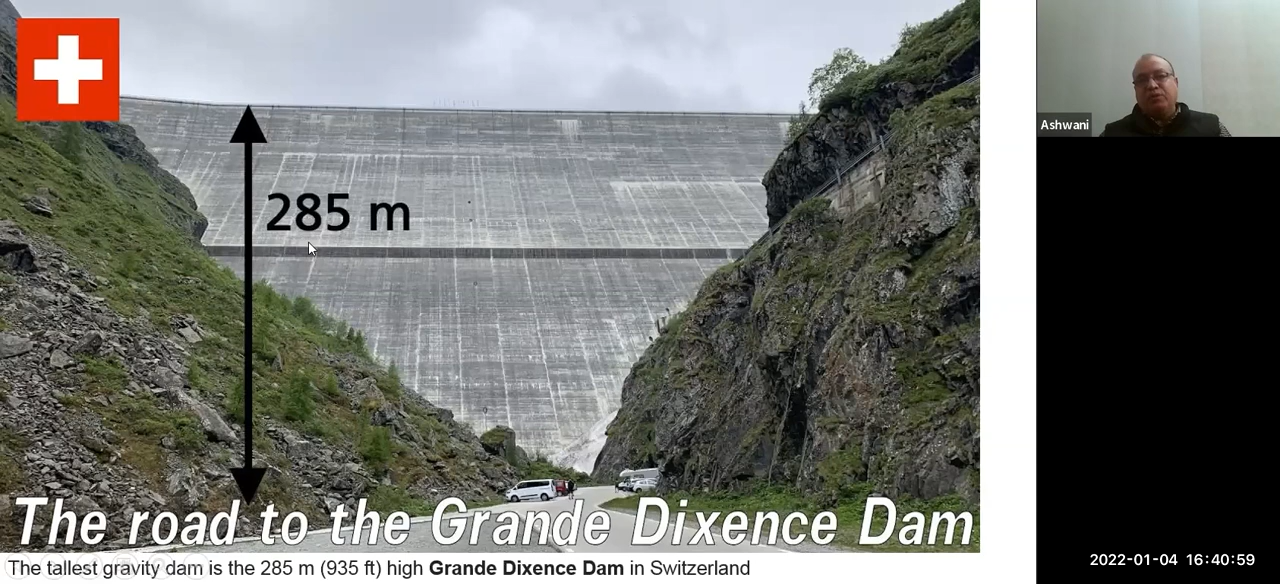 285 m
The road to the Grande Dixence Dam
The tallest gravity dam is the 285 m (935 ft) high Grande Dixence Dam in Switzerland
Ashwani
2022-01-04 16:40:59